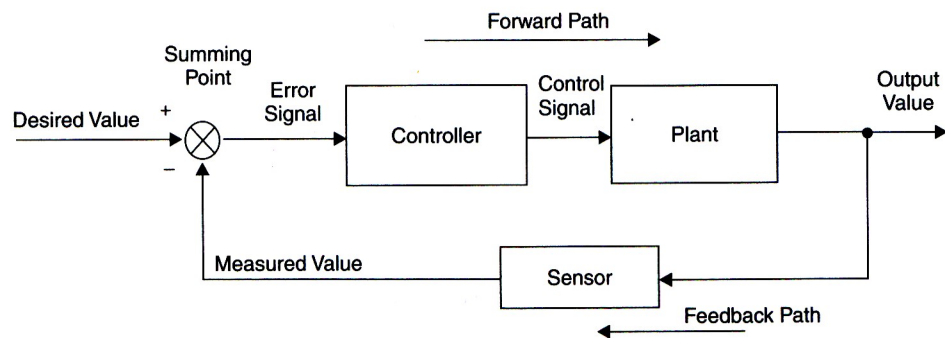 Forward Path
Summing
Point
Error
Signal
Control
Signal
Output
Value
Desired Value
+
Controller
Plant
–
Measured Value
Sensor
Feedback Path